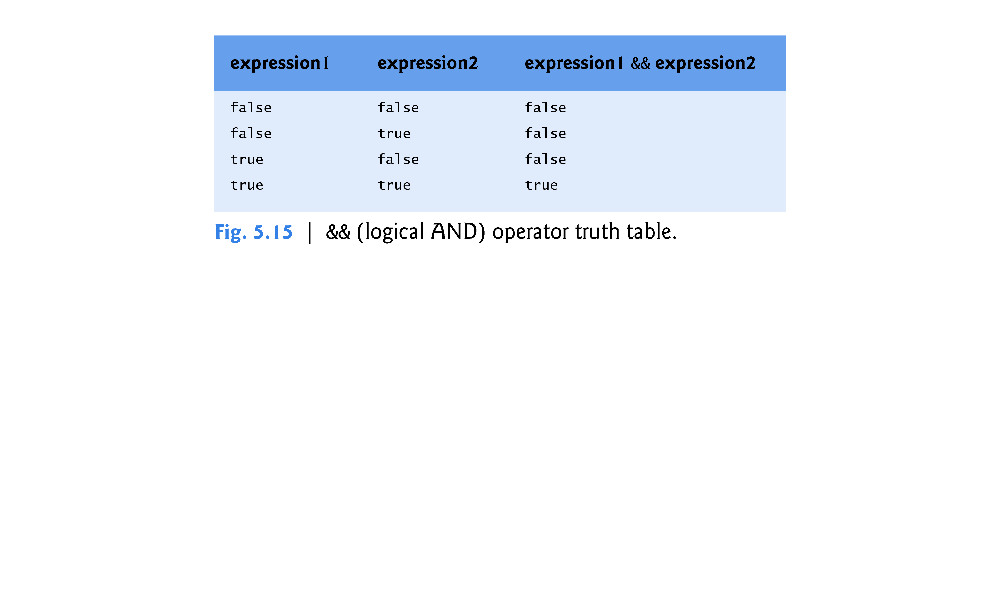 expression1 expression2 expression1 && expression2
false false false
false true false
true false false
true true true
Fig. 5.15 | && (logical AND) operator truth table.